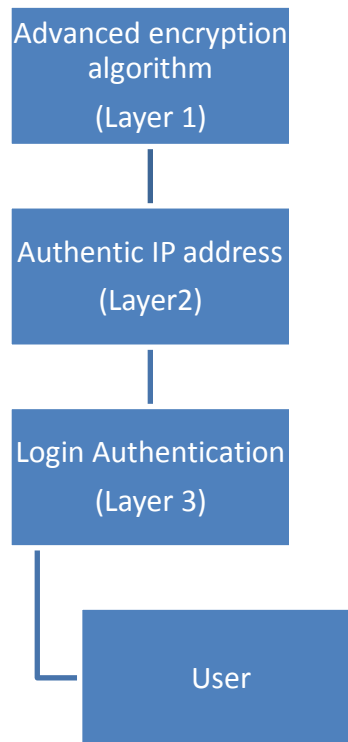 Advanced encryption
algorithm
(Layer 1)
Authentic IP address
(Layer2)
Login Authentication
(Layer 3)
User